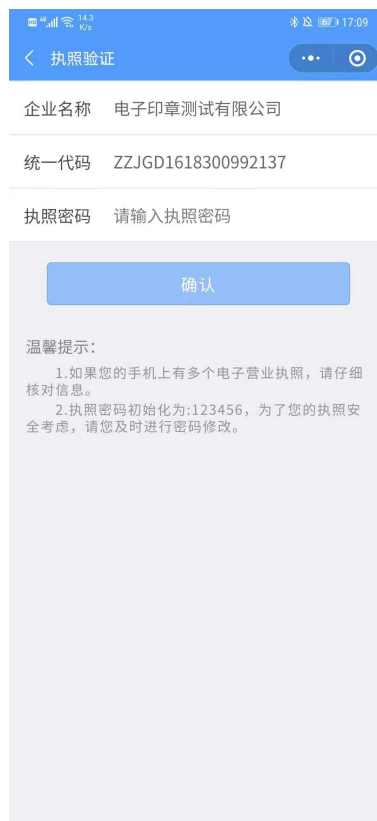 HD 46 14.3 K/s 67 17:09
执照验证
企业名称 电子印章测试有限公司
统一代码 ZZJGD1618300992137
执照密码 请输入执照密码
确认
温馨提示：
1.如果您的手机上有多个电子营业执照，请仔细
核对信息。
2.执照密码初始化为:123456，为了您的执照安
全考虑，请您及时进行密码修改。